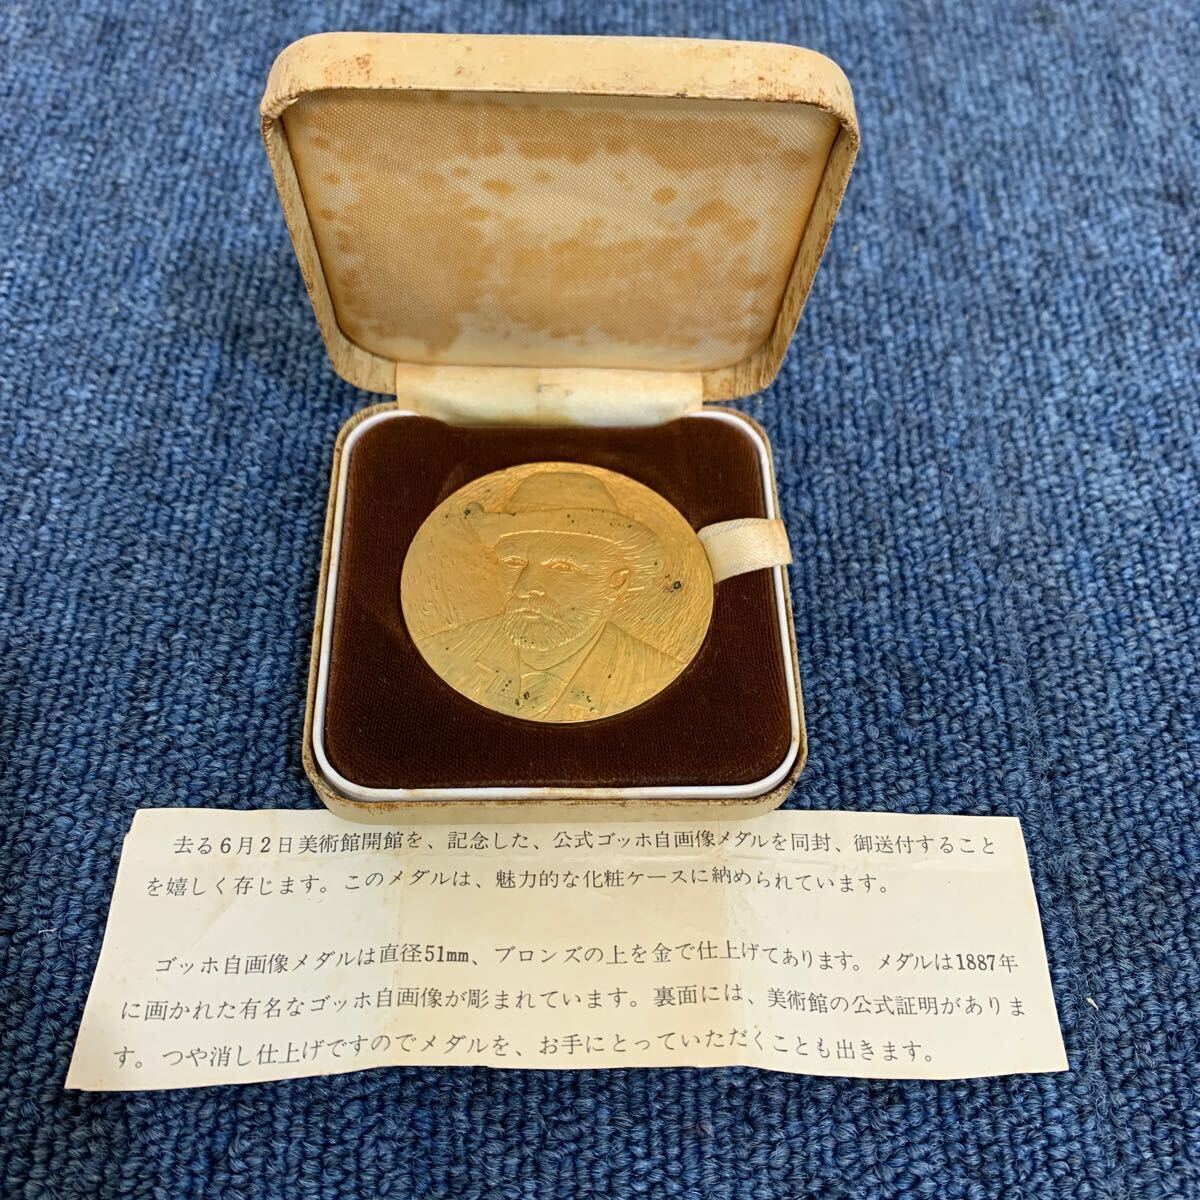 去る6月2日美術館開館を、記念した、公式ゴッホ自画像メダルを同封、御送付すること
を嬉しく存じます。このメダルは、魅力的な化粧ケースに納められています。
ゴッホ自画像メダルは直径51mm、ブロンズの上を金で仕上げてあります。メダルは1887年
に画かれた有名なゴッホ自画像が彫まれています。裏面には、美術館の公式証明がありま
す。つや消し仕上げですのでメダルを、お手にとっていただくことも出きます。